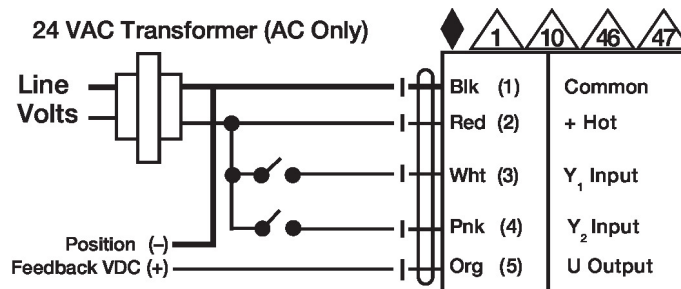 24 VAC Transformer (AC Only)
1 10 46 47
Line
Volts
Blk (1) Common
Red (2) + Hot
Wht (3) Y1 Input
Pnk (4) Y2 Input
Position (–)
Feedback VDC (+)
Org (5) U Output